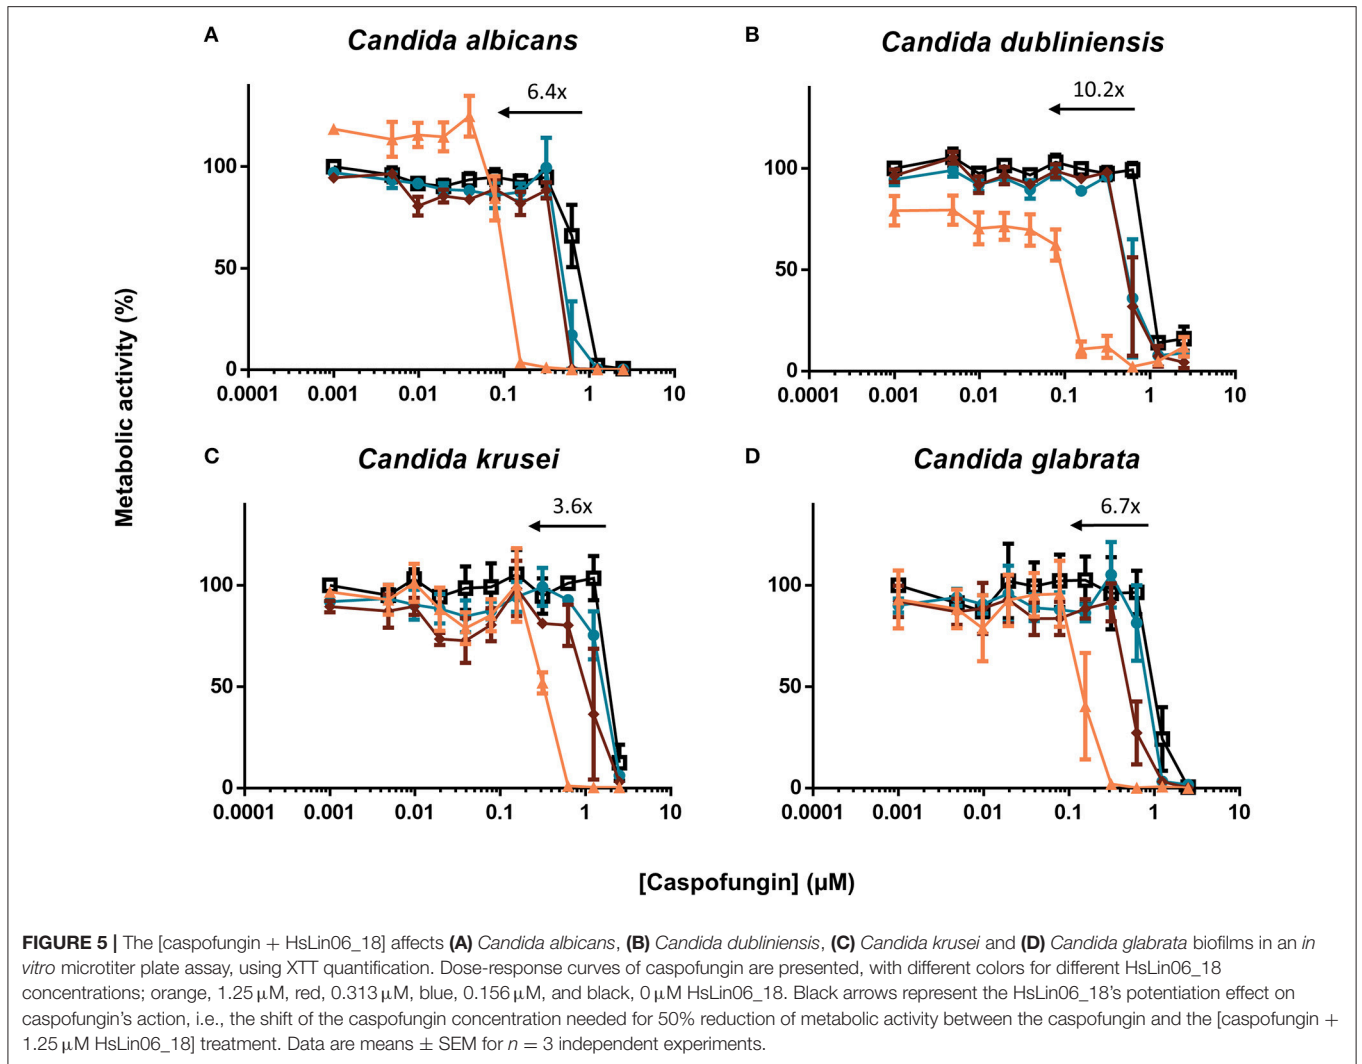 A
Candida albicans
B
Candida dubliniensis
6.4x
10.2x
100
50
0
0.0001 0.001 0.01 0.1 1 10
100
50
0
0.0001 0.001 0.01 0.1 1 10
Metabolic activity (%)
C
Candida krusei
D
Candida glabrata
3.6x
6.7x
100
50
0
0.0001 0.001 0.01 0.1 1 10
100
50
0
0.0001 0.001 0.01 0.1 1 10
[Caspofungin] (µM)
FIGURE 5 | The [caspofungin + HsLin06_18] affects (A) Candida albicans, (B) Candida dubliniensis, (C) Candida krusei and (D) Candida glabrata biofilms in an in
vitro microtiter plate assay, using XTT quantification. Dose-response curves of caspofungin are presented, with different colors for different HsLin06_18
concentrations; orange, 1.25 µM, red, 0.313 µM, blue, 0.156 µM, and black, 0 µM HsLin06_18. Black arrows represent the HsLin06_18's potentiation effect on
caspofungin's action, i.e., the shift of the caspofungin concentration needed for 50% reduction of metabolic activity between the caspofungin and the [caspofungin +
1.25 µM HsLin06_18] treatment. Data are means ± SEM for n = 3 independent experiments.